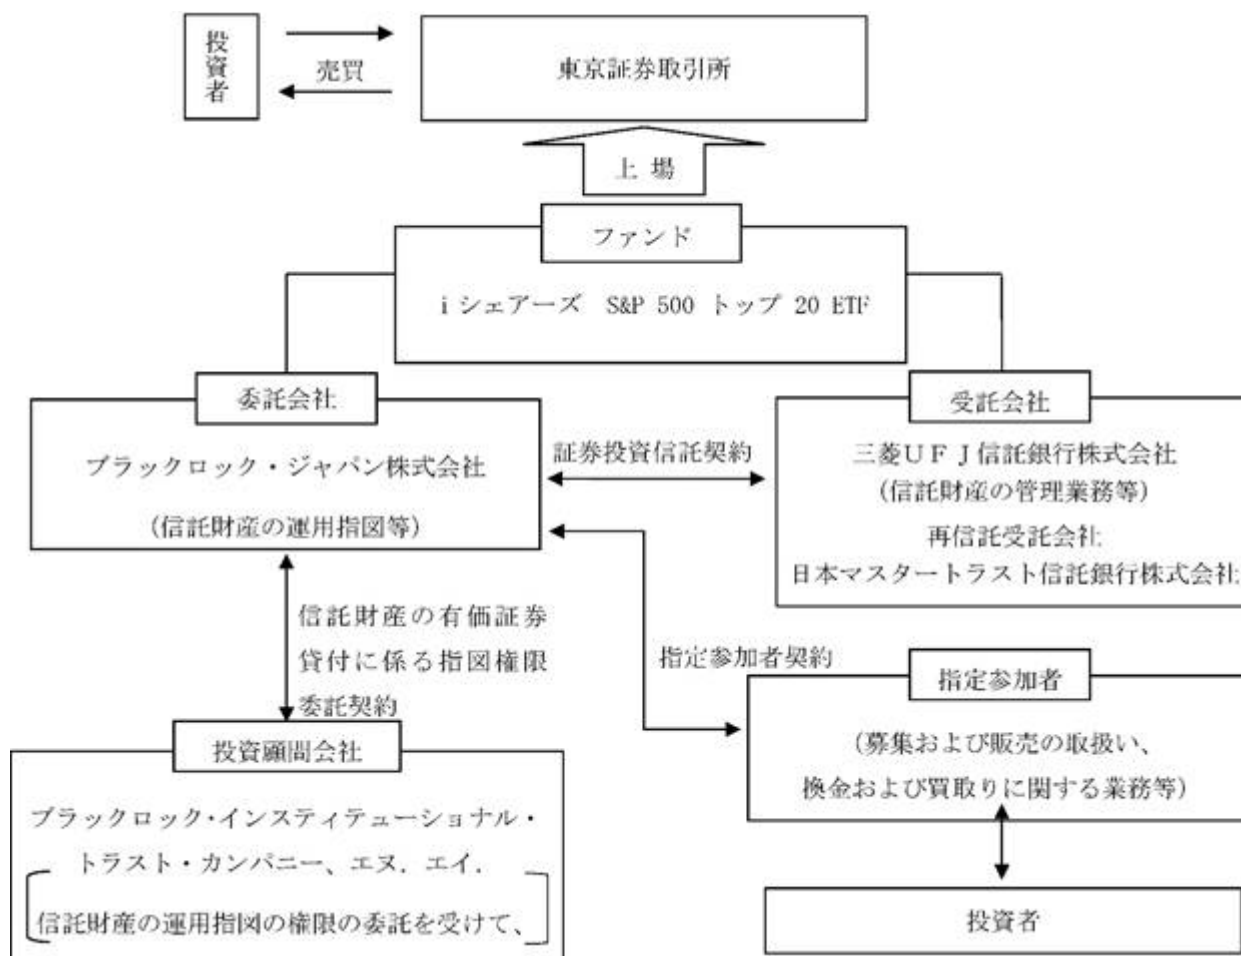 投資者
売買
東京証券取引所
上 場
ファンド
i シェアーズ S&P 500 トップ 20 ETF
委託会社
ブラックロック・ジャパン株式会社
(信託財産の運用指図等)
証券投資信託契約
受託会社
三菱UFJ信託銀行株式会社
(信託財産の管理業務等)
再信託受託会社
日本マスタートラスト信託銀行株式会社
信託財産の有価証券
貸付に係る指図権限
委託契約
指定参加者契約
指定参加者
(募集および販売の取扱い、
換金および買取りに関する業務等)
投資顧問会社
ブラックロック・インスティテューショナル・
トラスト・カンパニー、エヌ．エイ．
信託財産の運用指図の権限の委託を受けて、
投資者